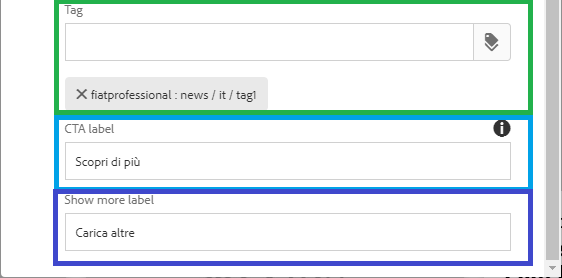 Tag
fiatprofessional : news / it / tag1
CTA label
Scopri di più
Show more label
Carica altre